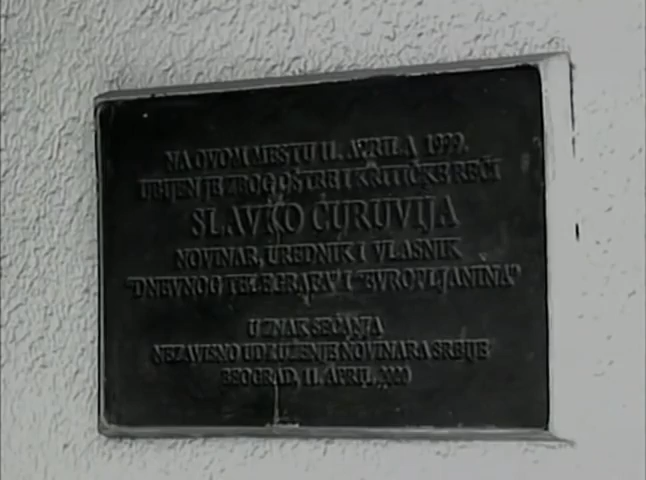 NA OVOM MESTU 11. APRILA 1999.
UBIJEN JE ZBOG OŠTRE I KRITIČKE REČI
SLAVKO ĆURUVIJA
NOVINAR, UREDNIK I VLASNIK
"DNEVNOG TELEGRAFA" I "EVROPLJANINA"
U ZNAK SEĆANJA
NEZAVISNO UDRUŽENJE NOVINARA SRBIJE
BEOGRAD, 11. APRIL, 2000